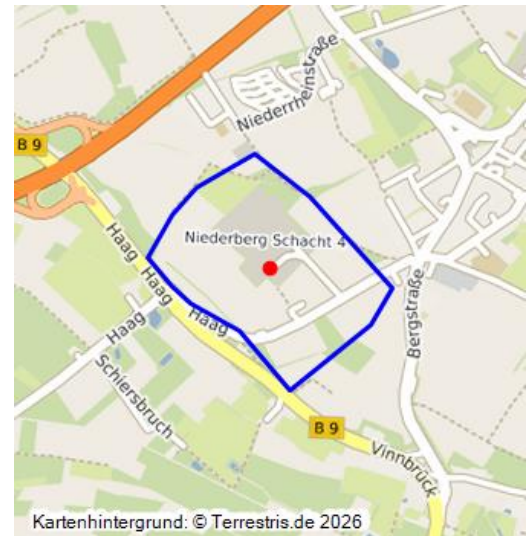 Niederrheinstraße
B 9
Haag
Haag
Haag
Niederberg Schacht 4
Haag
Schiersbruch
Bergstraße
B 9
Vinnbrück
Kartenhintergrund: © Terrestris.de 2026